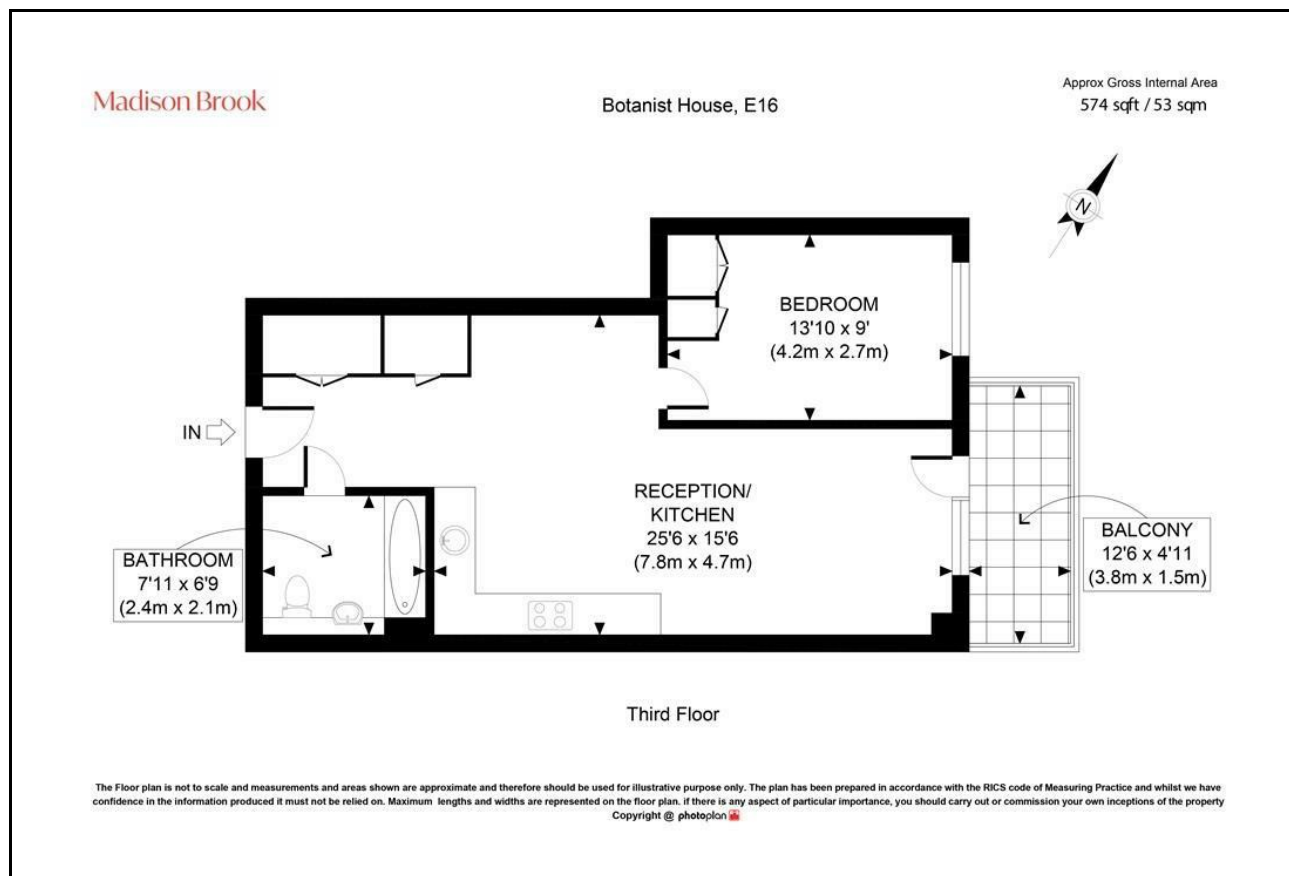 Madison Brook
Botanist House, E16
Approx Gross Internal Area
574 sqft / 53 sqm
N
BEDROOM
13'10 x 9'
(4.2m x 2.7m)
IN
RECEPTION/
KITCHEN
25'6 x 15'6
(7.8m x 4.7m)
BATHROOM
7'11 x 6'9
(2.4m x 2.1m)
BALCONY
12'6 x 4'11
(3.8m x 1.5m)
Third Floor
The Floor plan is not to scale and measurements and areas shown are approximate and therefore should be used for illustrative purpose only. The plan has been prepared in accordance with the RICS code of Measuring Practice and whilst we have
confidence in the information produced it must not be relied on. Maximum lengths and widths are represented on the floor plan. if there is any aspect of particular importance, you should carry out or commission your own inceptions of the property
Copyright @ photoplan